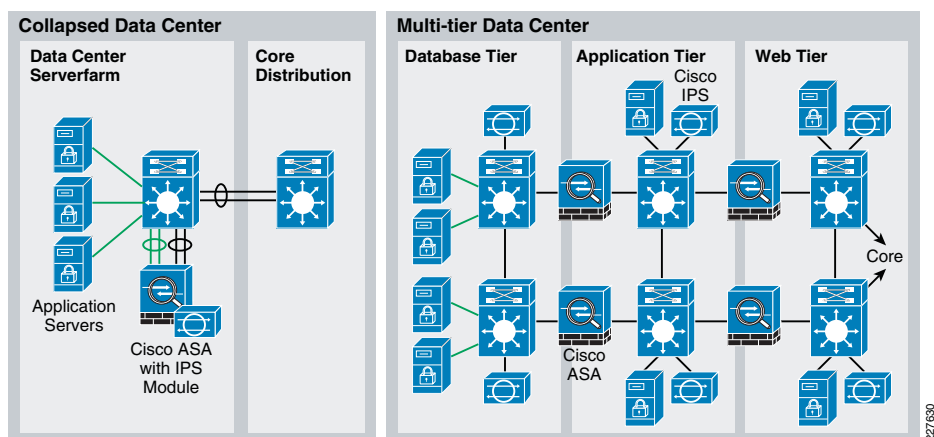 Collapsed Data Center
Data Center
Serverfarm
Core
Distribution
Application
Servers
Cisco ASA
with IPS
Module
Multi-tier Data Center
Database Tier
Application Tier
Web Tier
Cisco
IPS
Core
Cisco
ASA
227630